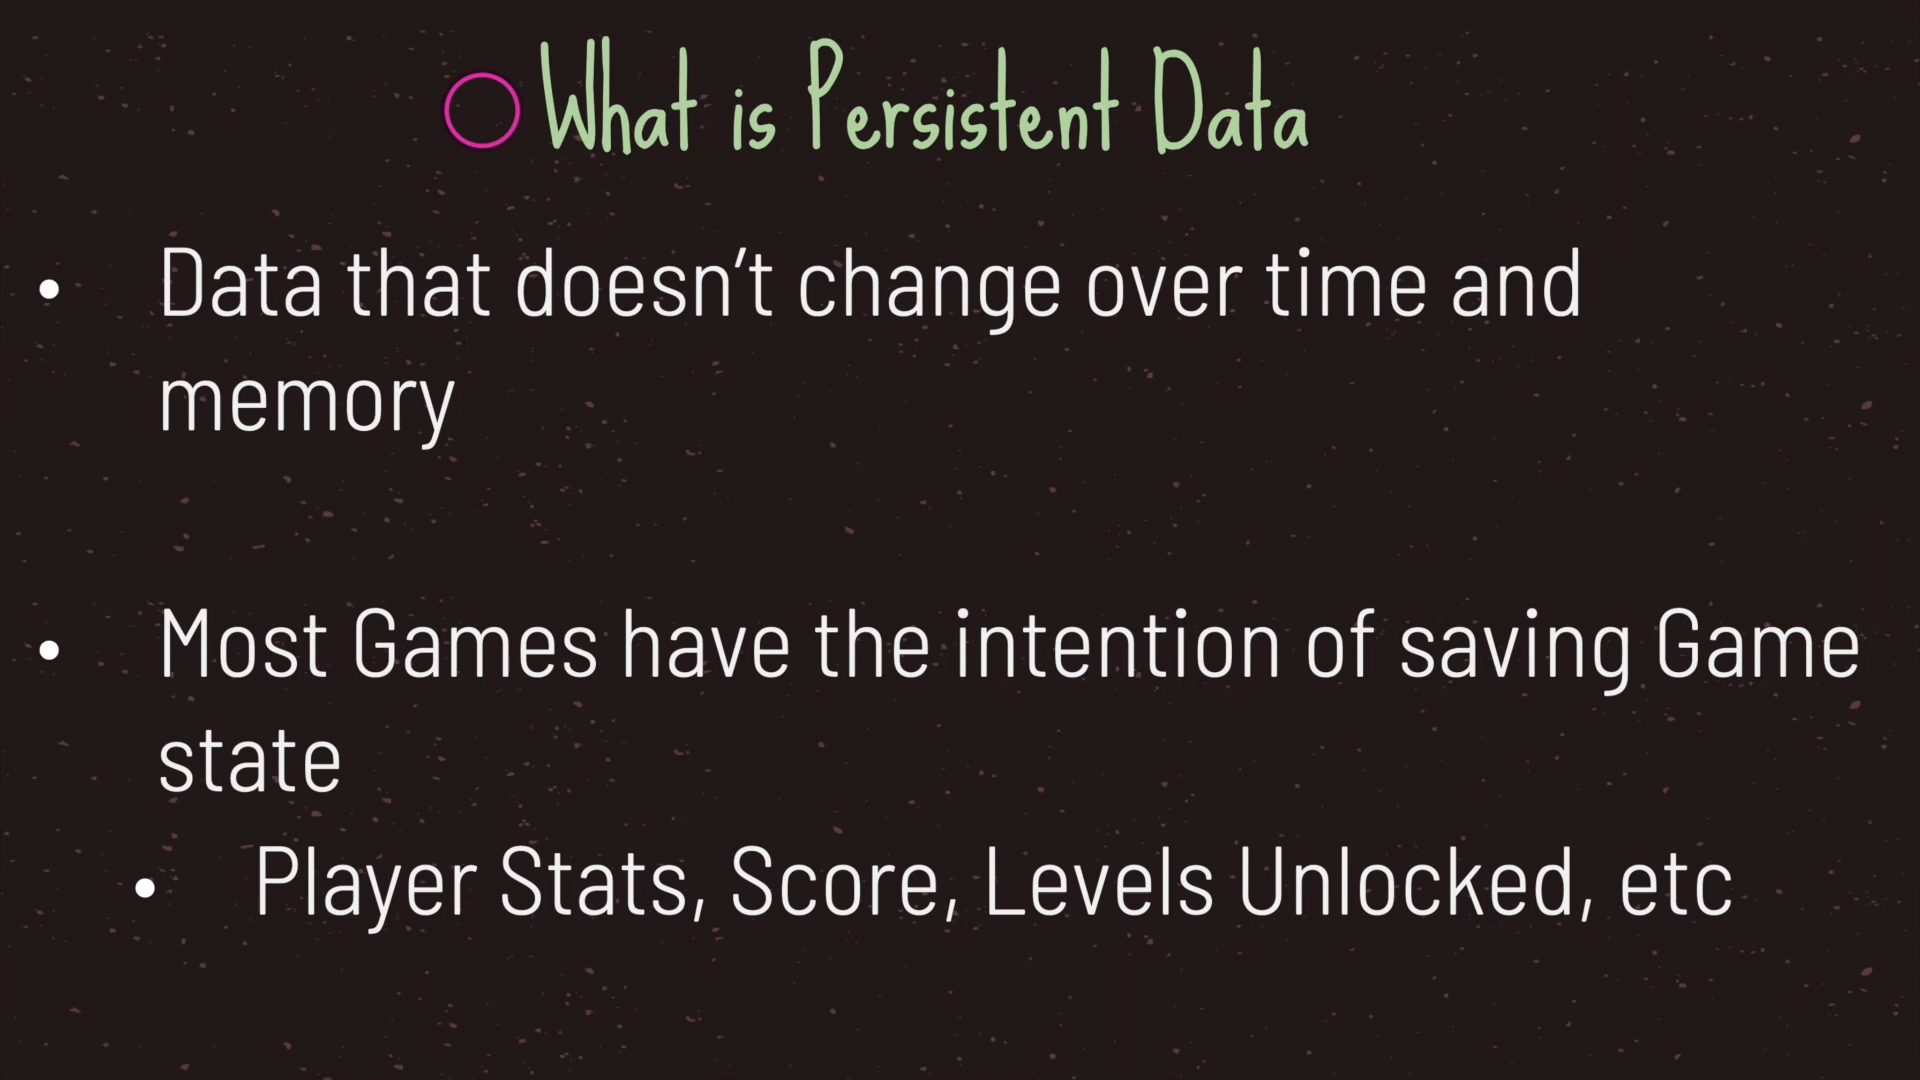 What is Persistent Data
• Data that doesn't change over time and
memory
• Most Games have the intention of saving Game
state
• Player Stats, Score, Levels Unlocked, etc